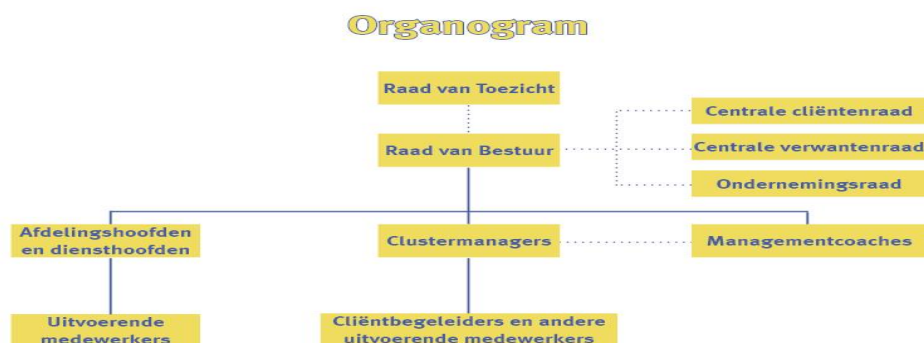 Organogram
Raad van Toezicht
Raad van Bestuur
Centrale cliëntenraad
Centrale verwantenraad
Ondernemingsraad
Afdelingshoofden
en diensthoofden
Clustermanagers
Managementcoaches
Uitvoerende
medewerkers
Cliëntbegeleiders en andere
uitvoerende medewerkers